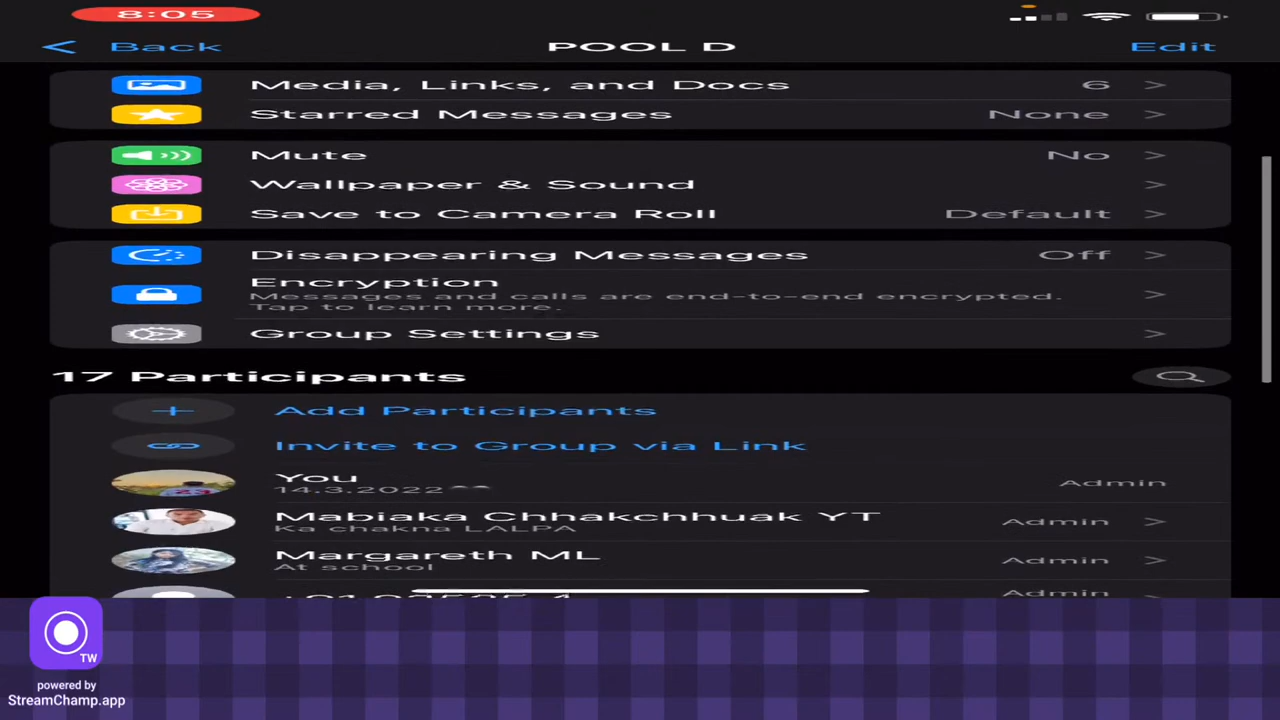 8:05
Back
POOL D
Edit
Media, Links, and Docs 6
Starred Messages None
Mute No
Wallpaper & Sound
Save to Camera Roll Default
Disappearing Messages Off
Encryption
Messages and calls are end-to-end encrypted.
Tap to learn more.
Group Settings
17 Participants
Add Participants
Invite to Group via Link
You
14.3.2022^^
Admin
Mabiaka Chhakchhuak YT
Ka chakna LALPA
Admin
Margareth ML
At school
Admin
Admin
TW
powered by
StreamChamp.app